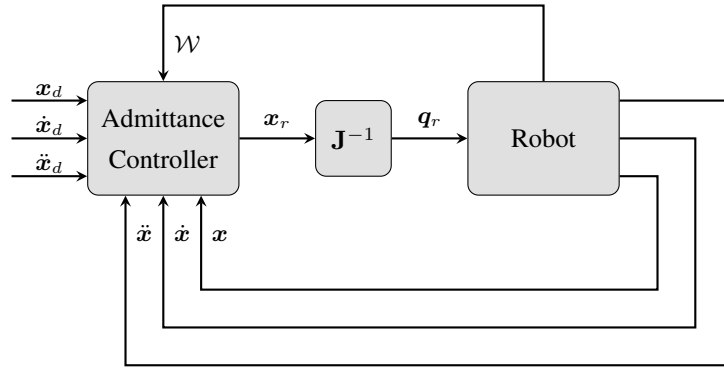 𝒲
𝒙_d
𝒙̇_d
𝒙̈_d
Admittance
Controller
𝒙_r
𝐉⁻¹
𝒒_r
Robot
𝒙̈ 𝒙̇ 𝒙